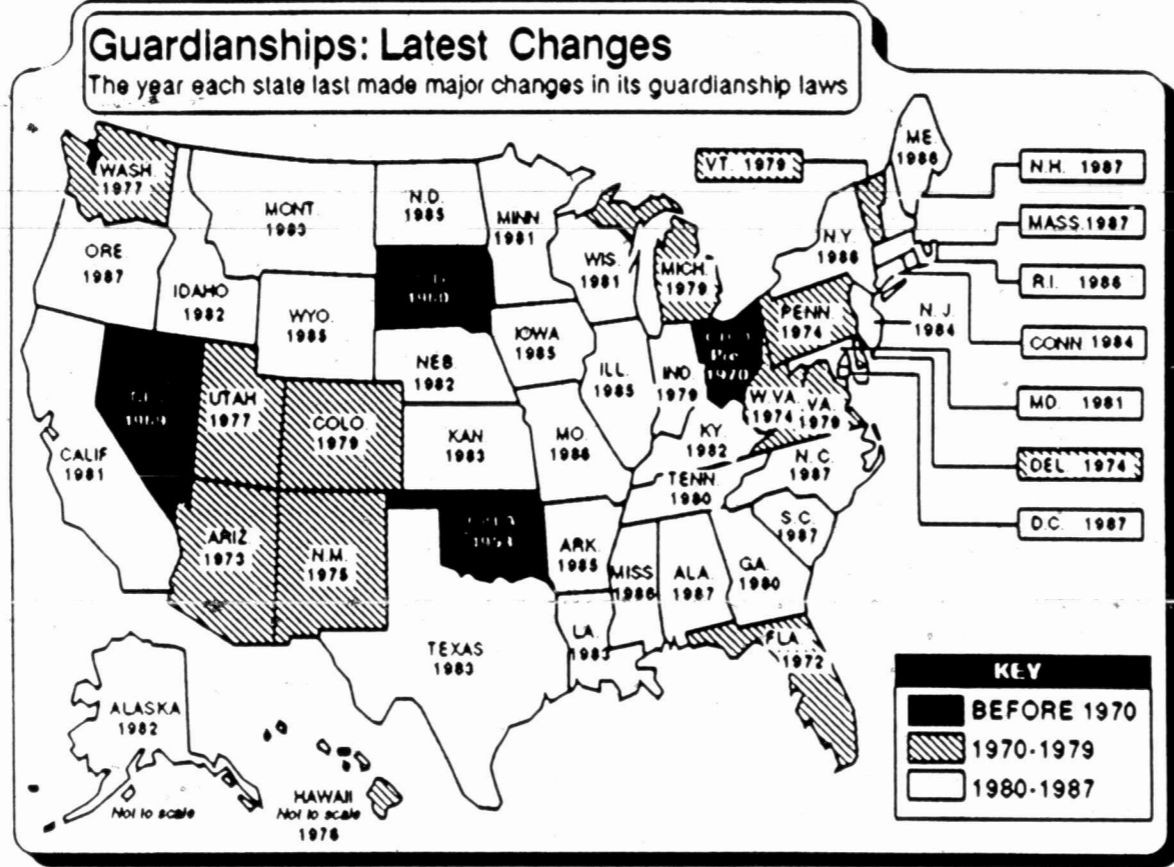 Guardianships: Latest Changes
The year each state last made major changes in its guardianship laws
WASH.
1977
MONT.
1983
N.D.
1985
MINN.
1981
VT. 1979
ME.
1986
N.H. 1987
MASS. 1987
R.I. 1986
CONN. 1984
MD. 1981
DEL. 1974
D.C. 1987
ORE.
1987
IDAHO
1982
WYO.
1985
S.D.
1960
WIS.
1981
MICH.
1979
N.Y.
1986
PENN.
1974
N.J.
1984
NEB.
1982
IOWA
1985
ILL.
1985
IND.
1979
Pre
1970
W.VA.
1974
VA.
1979
1969
UTAH
1977
COLO.
1979
KAN.
1983
MO.
1986
KY.
1982
CALIF.
1981
TENN.
1980
N.C.
1987
ARIZ.
1973
N.M.
1975
ARK.
1985
S.C.
1987
MISS.
1986
ALA.
1987
GA.
1980
TEXAS
1983
LA.
1983
FLA.
1972
ALASKA
1982
Not to scale
HAWAII
Not to scale
1976
KEY
BEFORE 1970
1970-1979
1980-1987